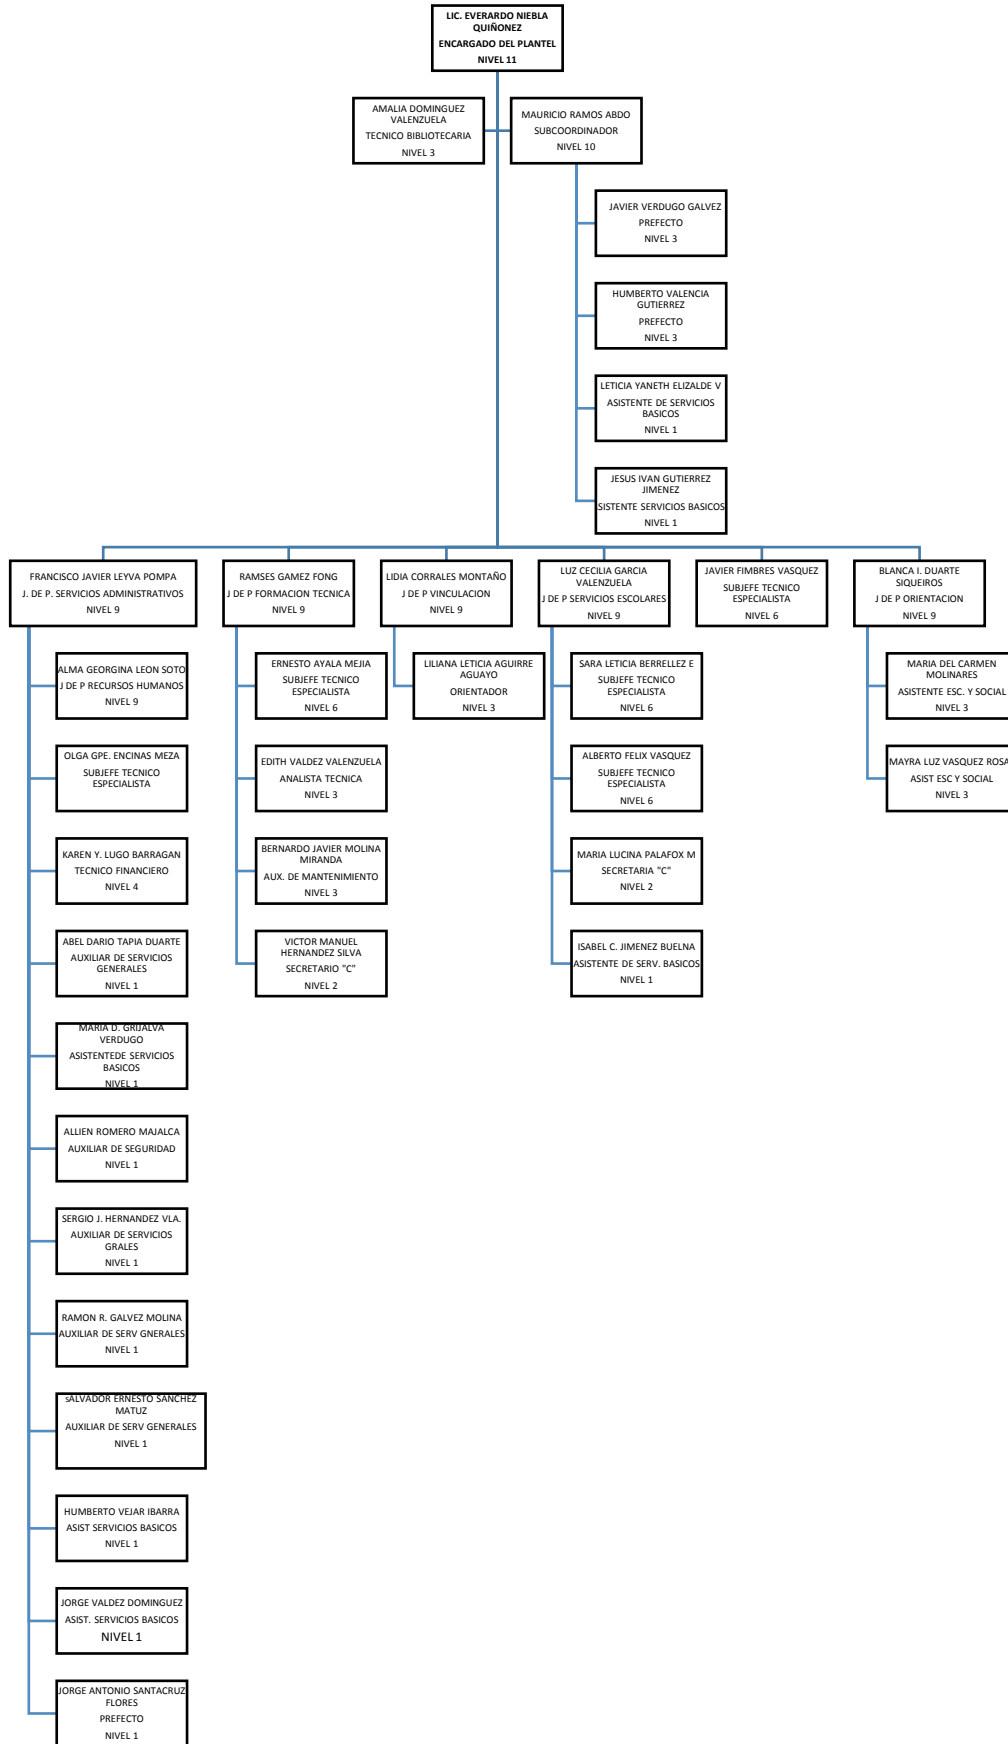 LIC. EVERARDO NIEBLA
QUIÑONEZ
ENCARGADO DEL PLANTEL
NIVEL 11
AMALIA DOMINGUEZ
VALENZUELA
TECNICO BIBLIOTECARIA
NIVEL 3
MAURICIO RAMOS ABDO
SUBCOORDINADOR
NIVEL 10
JAVIER VERDUGO GALVEZ
PREFECTO
NIVEL 3
HUMBERTO VALENCIA
GUTIERREZ
PREFECTO
NIVEL 3
LETICIA YANETH ELIZALDE V
ASISTENTE DE SERVICIOS
BASICOS
NIVEL 1
JESUS IVAN GUTIERREZ
JIMENEZ
SISTENTE SERVICIOS BASICOS
NIVEL 1
FRANCISCO JAVIER LEYVA POMPA
J. DE P. SERVICIOS ADMINISTRATIVOS
NIVEL 9
ALMA GEORGINA LEON SOTO
J DE P RECURSOS HUMANOS
NIVEL 9
OLGA GPE. ENCINAS MEZA
SUBJEFE TECNICO
ESPECIALISTA
KAREN Y. LUGO BARRAGAN
TECNICO FINANCIERO
NIVEL 4
ABEL DARIO TAPIA DUARTE
AUXILIAR DE SERVICIOS
GENERALES
NIVEL 1
MARIA D. GRIJALVA
VERDUGO
ASISTENTEDE SERVICIOS
BASICOS
NIVEL 1
ALLIEN ROMERO MAJALCA
AUXILIAR DE SEGURIDAD
NIVEL 1
SERGIO J. HERNANDEZ VLA.
AUXILIAR DE SERVICIOS
GRALES
NIVEL 1
RAMON R. GALVEZ MOLINA
AUXILIAR DE SERV GNERALES
NIVEL 1
sALVADOR ERNESTO SANCHEZ
MATUZ
AUXILIAR DE SERV GENERALES
NIVEL 1
HUMBERTO VEJAR IBARRA
ASIST SERVICIOS BASICOS
NIVEL 1
JORGE VALDEZ DOMINGUEZ
ASIST. SERVICIOS BASICOS
NIVEL 1
JORGE ANTONIO SANTACRUZ
FLORES
PREFECTO
NIVEL 1
RAMSES GAMEZ FONG
J DE P FORMACION TECNICA
NIVEL 9
ERNESTO AYALA MEJIA
SUBJEFE TECNICO
ESPECIALISTA
NIVEL 6
EDITH VALDEZ VALENZUELA
ANALISTA TECNICA
NIVEL 3
BERNARDO JAVIER MOLINA
MIRANDA
AUX. DE MANTENIMIENTO
NIVEL 3
VICTOR MANUEL
HERNANDEZ SILVA
SECRETARIO "C"
NIVEL 2
LIDIA CORRALES MONTAÑO
J DE P VINCULACION
NIVEL 9
LILIANA LETICIA AGUIRRE
AGUAYO
ORIENTADOR
NIVEL 3
LUZ CECILIA GARCIA
VALENZUELA
J DE P SERVICIOS ESCOLARES
NIVEL 9
SARA LETICIA BERRELLEZ E
SUBJEFE TECNICO
ESPECIALISTA
NIVEL 6
ALBERTO FELIX VASQUEZ
SUBJEFE TECNICO
ESPECIALISTA
NIVEL 6
MARIA LUCINA PALAFOX M
SECRETARIA "C"
NIVEL 2
ISABEL C. JIMENEZ BUELNA
ASISTENTE DE SERV. BASICOS
NIVEL 1
JAVIER FIMBRES VASQUEZ
SUBJEFE TECNICO
ESPECIALISTA
NIVEL 6
BLANCA I. DUARTE
SIQUEIROS
J DE P ORIENTACION
NIVEL 9
MARIA DEL CARMEN
MOLINARES
ASISTENTE ESC. Y SOCIAL
NIVEL 3
MAYRA LUZ VASQUEZ ROSA
ASIST ESC Y SOCIAL
NIVEL 3